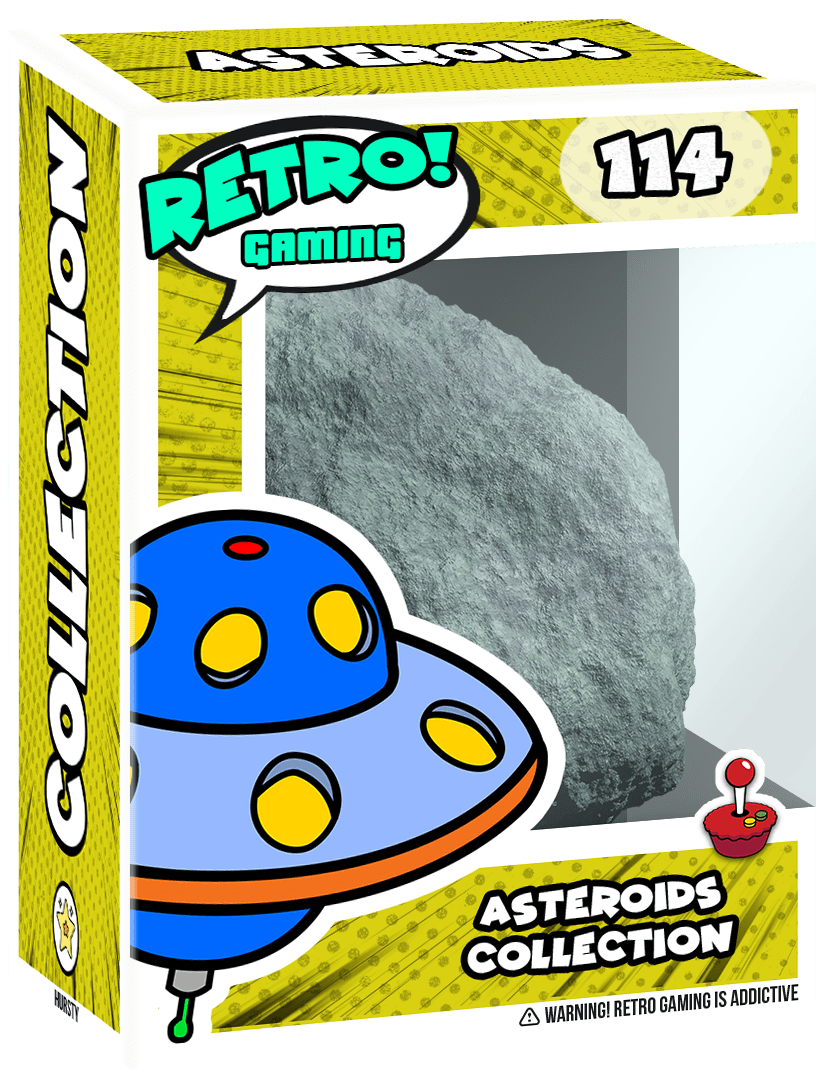 ASTEROIDS
RETRO!
GAMING
114
COLLECTION
ASTEROIDS
COLLECTION
HURSTY
WARNING! RETRO GAMING IS ADDICTIVE